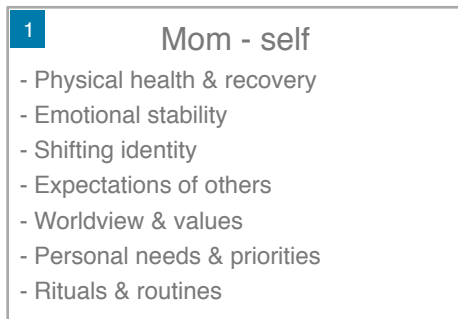 1
Mom - self
- Physical health & recovery
- Emotional stability
- Shifting identity
- Expectations of others
- Worldview & values
- Personal needs & priorities
- Rituals & routines